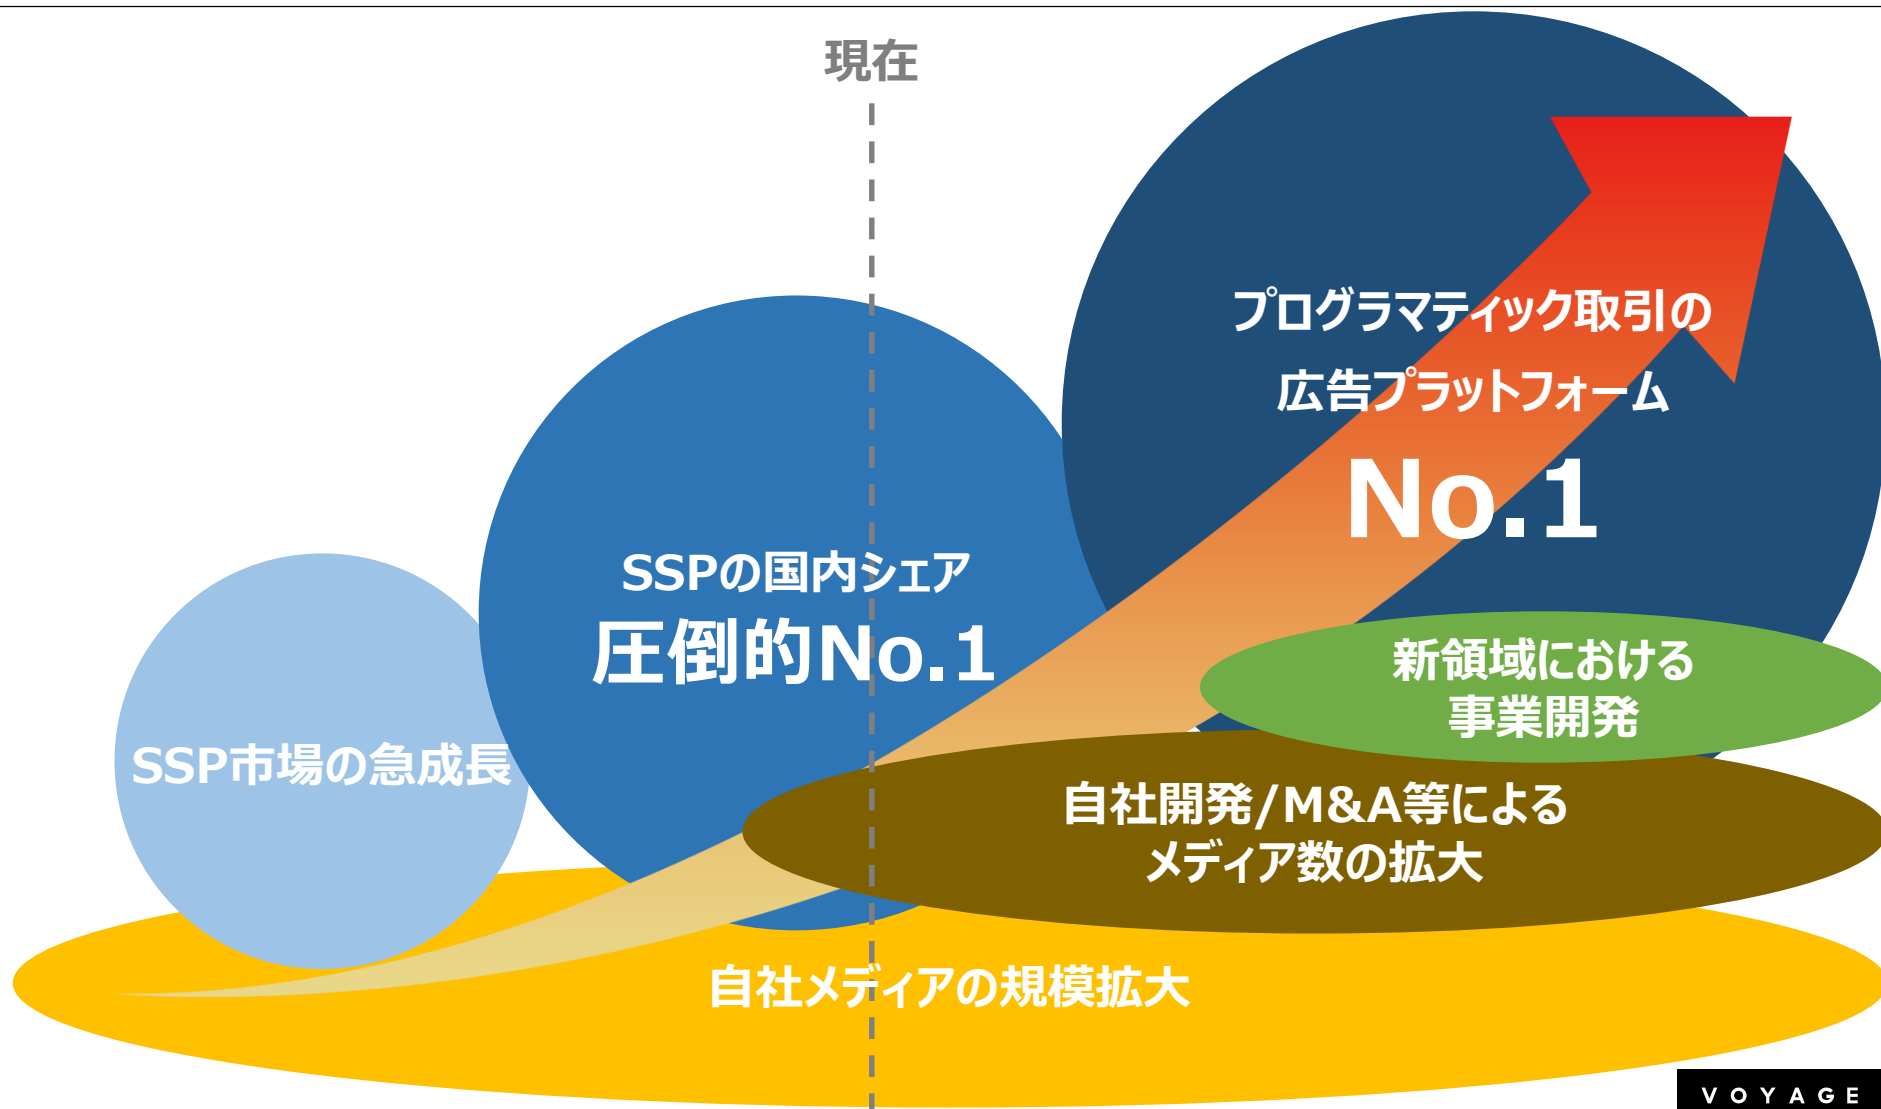 現在
プログラマティック取引の
広告プラットフォーム
No.1
SSPの国内シェア
圧倒的No.1
新領域における
事業開発
SSP市場の急成長
自社開発/M&A等による
メディア数の拡大
自社メディアの規模拡大
VOYAGE